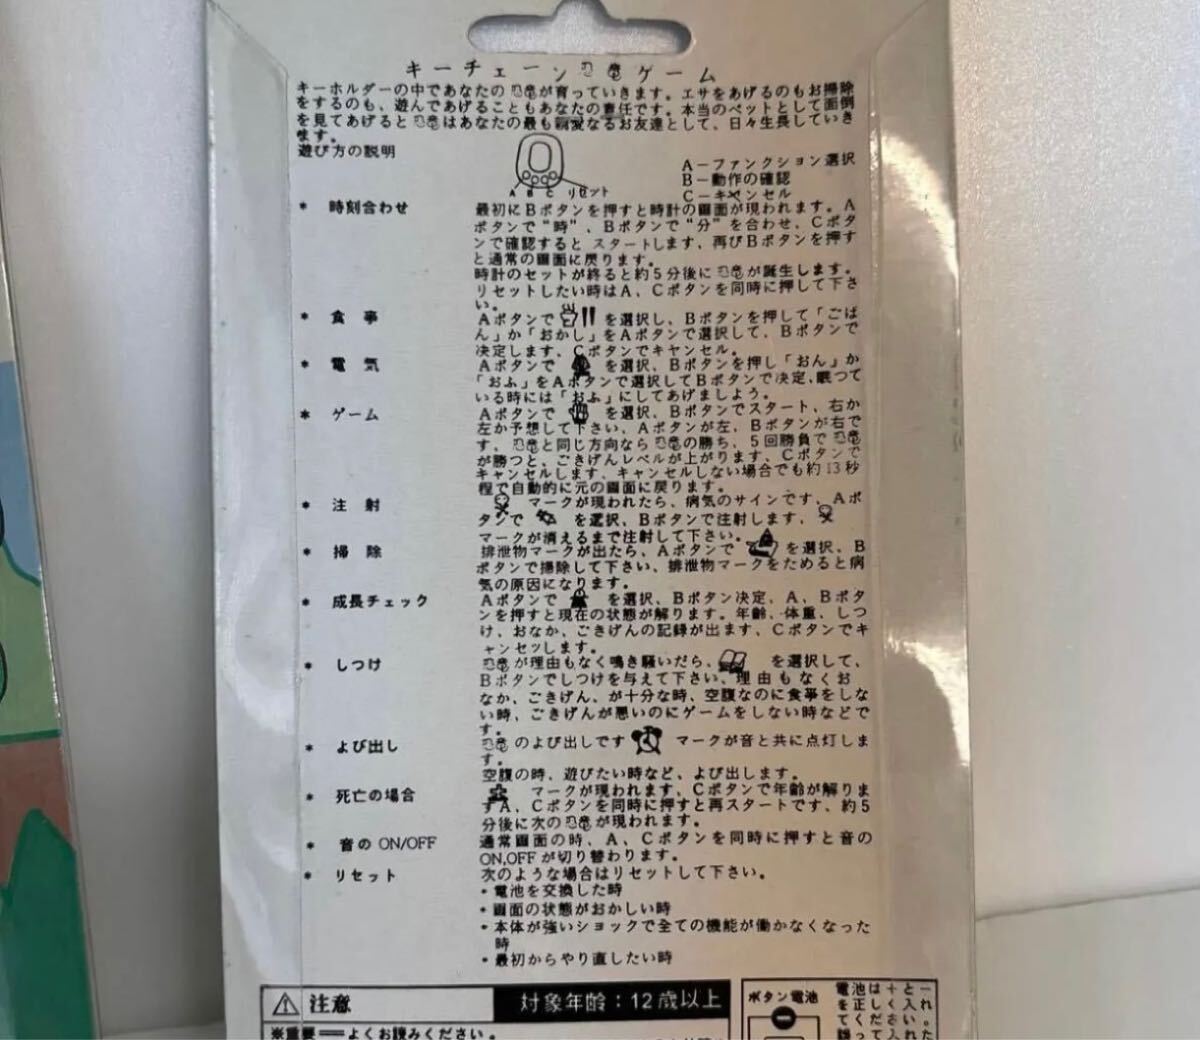 キーチェーン恐竜ゲーム
キーホルダーの中であなたの恐竜が育っていきます。エサをあげるのもお掃除
をするのも、遊んであげることもあなたの責任です。本当のペットとして面倒
を見てあげると恐竜はあなたの最も親愛なるお友達として、日々生長していき
ます。
遊び方の説明
A B C リセット
A－ファンクション選択
B－動作の確認
C－キャンセル
* 時刻合わせ 最初にBボタンを押すと時計の画面が現われます。A
ボタンで"時"、Bボタンで"分"を合わせ、Cボタ
ンで確認すると スタートします、再びBボタンを押す
と通常の画面に戻ります。
時計のセットが終ると約5分後に恐竜が誕生します。
リセットしたい時はA、Cボタンを同時に押して下さ
い。
* 食 事 Aボタンで を選択し、Bボタンを押して「ごは
ん」か「おかし」をAボタンで選択して、Bボタンで
決定します、Cボタンでキャンセル。
* 電 気 Aボタンで を選択、Bボタンを押し「おん」か
「おふ」をAボタンで選択してBボタンで决定、眠つて
いる時には「おふ」にしてあげましよう。
* ゲーム Aボタンで を選択、Bボタンでスタート、右か
左か予想して下さい、Aボタンが左、Bボタンが右で
す、恐竜と同じ方向なら恐竜の勝ち、5回勝負で恐竜
が勝つと、ごきげんレベルが上がります、Cボタンで
キャンセルします、キャンセルしない場合でも約13秒
程で自動的に元の画面に戻ります。
* 注 射 マークが現われたら、病気のサインです、Aボ
タンで を選択、Bボタンで注射します、
マークが消えるまで注射して下さい。
* 掃 除 排泄物マークが出たら、Aボタンで を選択、B
ボタンで掃除して下さい、排泄物マークをためると病
気の原因になります。
* 成長チェック Aボタンで を選択、Bボタン決定、A、Bボタ
ンを押すと現在の状態が解ります。年齢、体重、しつ
け、おなか、ごきげんの記録が出ます、Cボタンでキ
ャンセッします。
* しつけ 恐竜が理由もなく鳴き騒いだら、 を選択して、
Bボタンでしつけを与えて下さい、理由もなくお
なか、ごきげん、が十分な時、空腹なのに食事をしな
い時、ごきげんが悪いのにゲームをしない時などで
す。
* よび出し 恐竜のよび出しです マークが音と共に点灯しま
す。
空腹の時、遊びたい時など、よび出します。
* 死亡の場合 マークが現われます、Cボタンで年齢が解りま
すA、Cボタンを同時に押すと再スタートです、約5
分後に次の恐竜が現われます。
* 音の ON/OFF 通常画面の時、A、Cボタンを同時に押すと音の
ON,OFFが切り替わります。
* リセット 次のような場合はリセットして下さい。
・電池を交換した時
・画面の状態がおかしい時
・本体が強いショックで全ての機能が働かなくなった
時
・最初からやり直したい時
注意 対象年齢：12歳以上
※重要――よくお読みください。
ボタン電池
電池は＋と－
を正しく入れ
てください。
誤って入れた